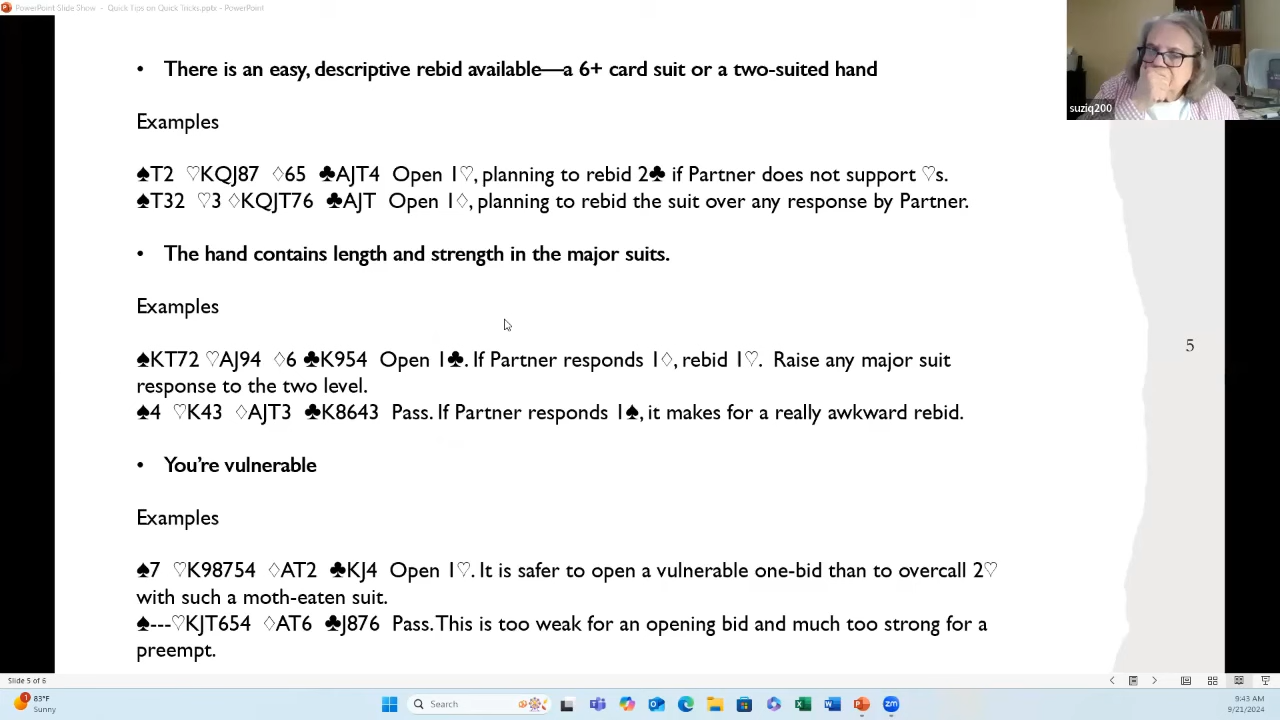 PowerPoint Slide Show - Quick Tips on Quick Tricks.pptx - PowerPoint
suziq200
• There is an easy, descriptive rebid available—a 6+ card suit or a two-suited hand
Examples
♠T2 ♡KQJ87 ♢65 ♣AJT4 Open 1♡, planning to rebid 2♣ if Partner does not support ♡s.
♠T32 ♡3 ♢KQJT76 ♣AJT Open 1♢, planning to rebid the suit over any response by Partner.
• The hand contains length and strength in the major suits.
Examples
♠KT72 ♡AJ94 ♢6 ♣K954 Open 1♣. If Partner responds 1♢, rebid 1♡. Raise any major suit
response to the two level.
♠4 ♡K43 ♢AJT3 ♣K8643 Pass. If Partner responds 1♠, it makes for a really awkward rebid.
• You’re vulnerable
Examples
♠7 ♡K98754 ♢AT2 ♣KJ4 Open 1♡. It is safer to open a vulnerable one-bid than to overcall 2♡
with such a moth-eaten suit.
♠---♡KJT654 ♢AT6 ♣J876 Pass. This is too weak for an opening bid and much too strong for a
preempt.
5
Slide 5 of 6
1
83°F
Sunny
Search
9:43 AM
9/21/2024